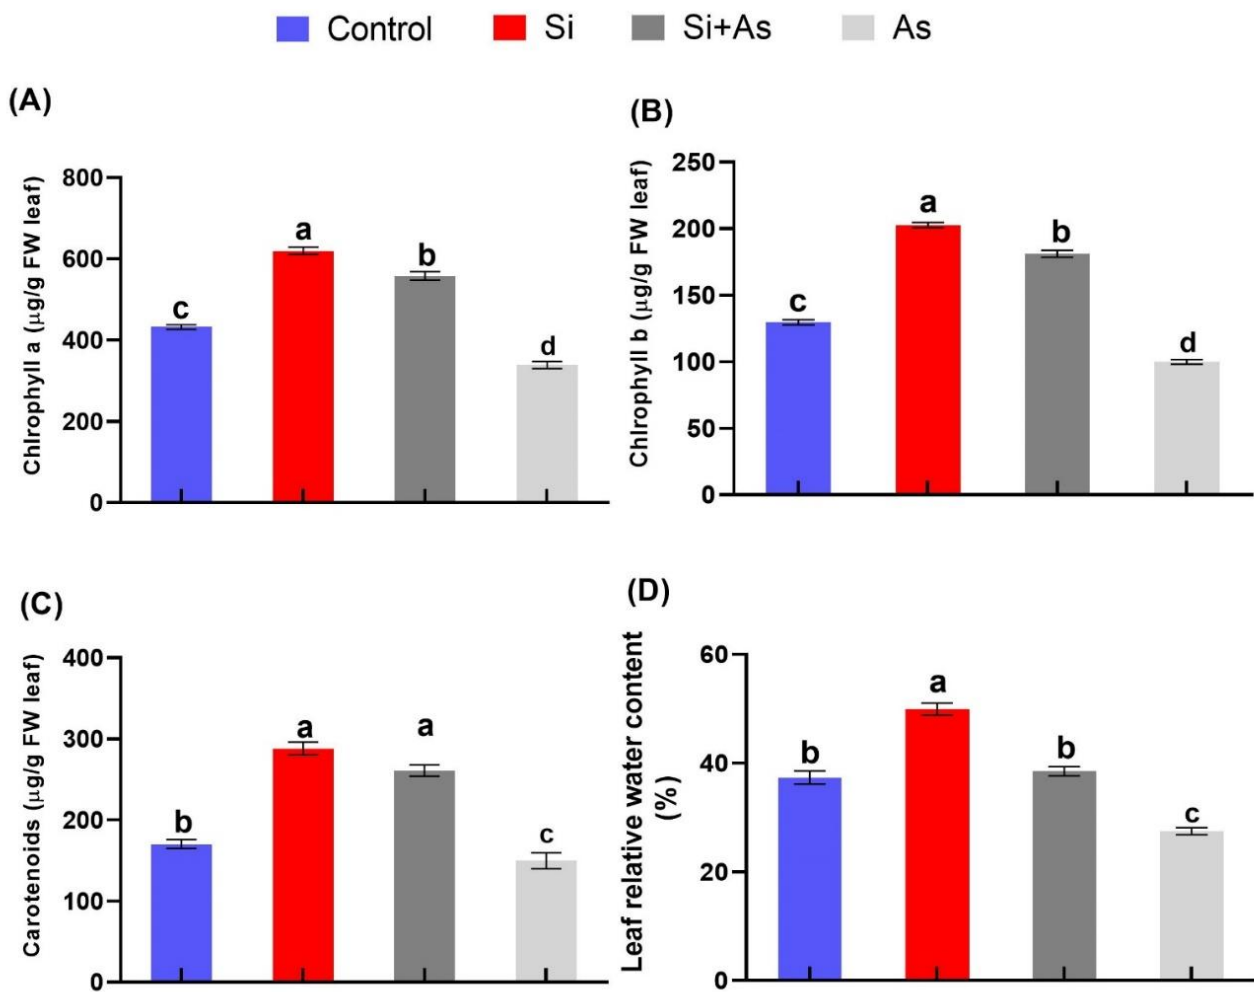 Control Si Si+As As
(A)
Chlrophyll a (μg/g FW leaf)
800
600
400
200
0
c
a
b
d
(B)
Chlrophyll b (μg/g FW leaf)
250
200
150
100
50
0
c
a
b
d
(C)
Carotenoids (μg/g FW leaf)
400
300
200
100
0
b
a
a
c
(D)
Leaf relative water content
(%)
60
40
20
0
b
a
b
c